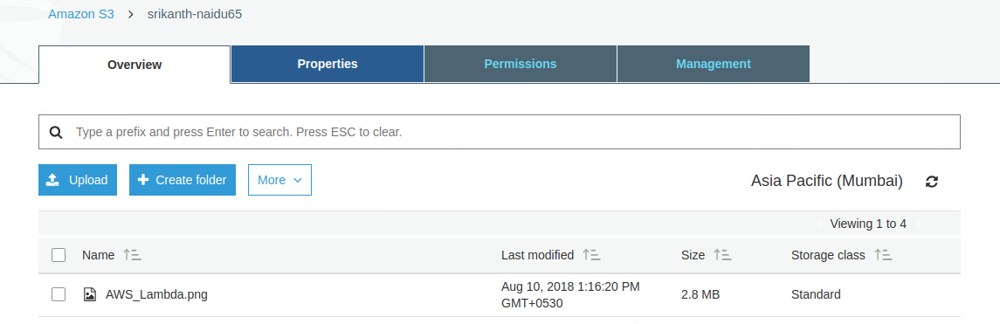 Amazon S3 > srikanth-naidu65
Overview Properties Permissions Management
Type a prefix and press Enter to search. Press ESC to clear.
Upload Create folder More Asia Pacific (Mumbai)
Viewing 1 to 4
Name Last modified Size Storage class
AWS_Lambda.png Aug 10, 2018 1:16:20 PM 2.8 MB Standard
GMT+0530